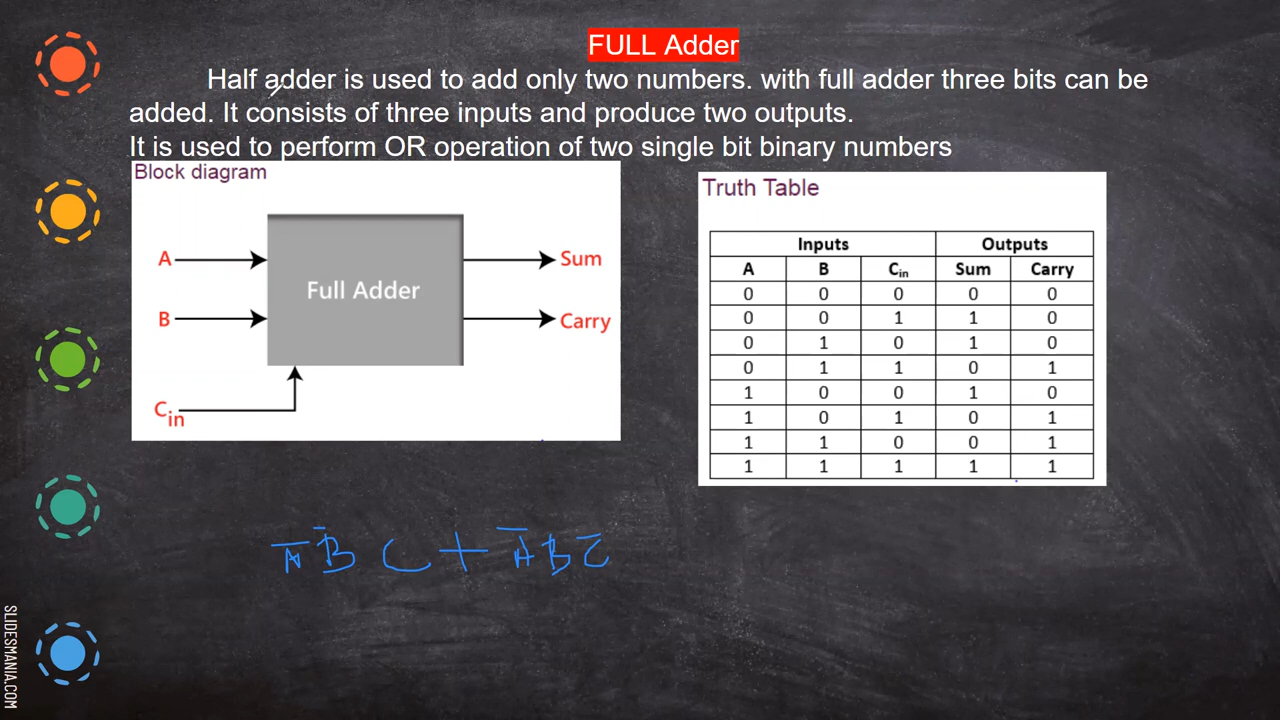 FULL Adder
Half adder is used to add only two numbers. with full adder three bits can be
added. It consists of three inputs and produce two outputs.
It is used to perform OR operation of two single bit binary numbers
Block diagram
A
B
C_in
Full Adder
Sum
Carry
Truth Table
Inputs Outputs
A B C_in Sum Carry
0 0 0 0 0
0 0 1 1 0
0 1 0 1 0
0 1 1 0 1
1 0 0 1 0
1 0 1 0 1
1 1 0 0 1
1 1 1 1 1
A̅ B̅ C + A̅ B C̅
SLIDESMANIA.COM